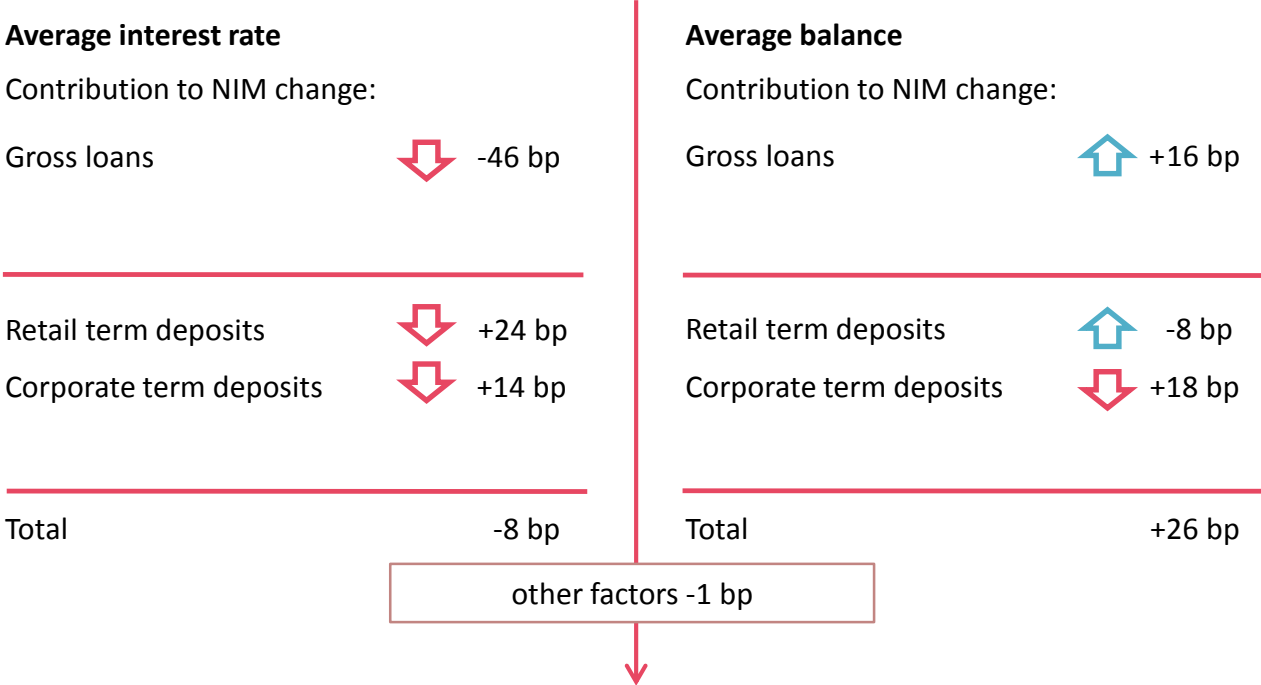 Average interest rate
Contribution to NIM change:
Gross loans -46 bp
Retail term deposits +24 bp
Corporate term deposits +14 bp
Total -8 bp
Average balance
Contribution to NIM change:
Gross loans +16 bp
Retail term deposits -8 bp
Corporate term deposits +18 bp
Total +26 bp
other factors -1 bp